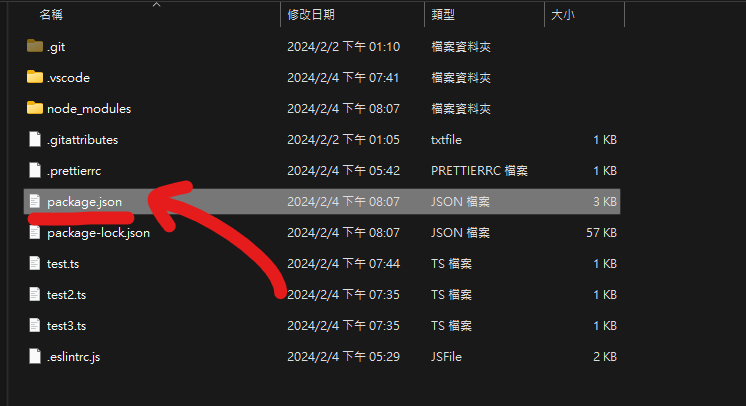 名稱 修改日期 類型 大小
.git 2024/2/2 下午 01:10 檔案資料夾
.vscode 2024/2/4 下午 07:41 檔案資料夾
node_modules 2024/2/4 下午 08:07 檔案資料夾
.gitattributes 2024/2/2 下午 01:05 txtfile 1 KB
.prettierrc 2024/2/4 下午 05:42 PRETTIERRC 檔案 1 KB
package.json 2024/2/4 下午 08:07 JSON 檔案 3 KB
package-lock.json 2024/2/4 下午 08:07 JSON 檔案 57 KB
test.ts 2024/2/4 下午 07:44 TS 檔案 1 KB
test2.ts 2024/2/4 下午 07:35 TS 檔案 1 KB
test3.ts 2024/2/4 下午 07:35 TS 檔案 1 KB
.eslintrc.js 2024/2/4 下午 05:29 JSFile 2 KB